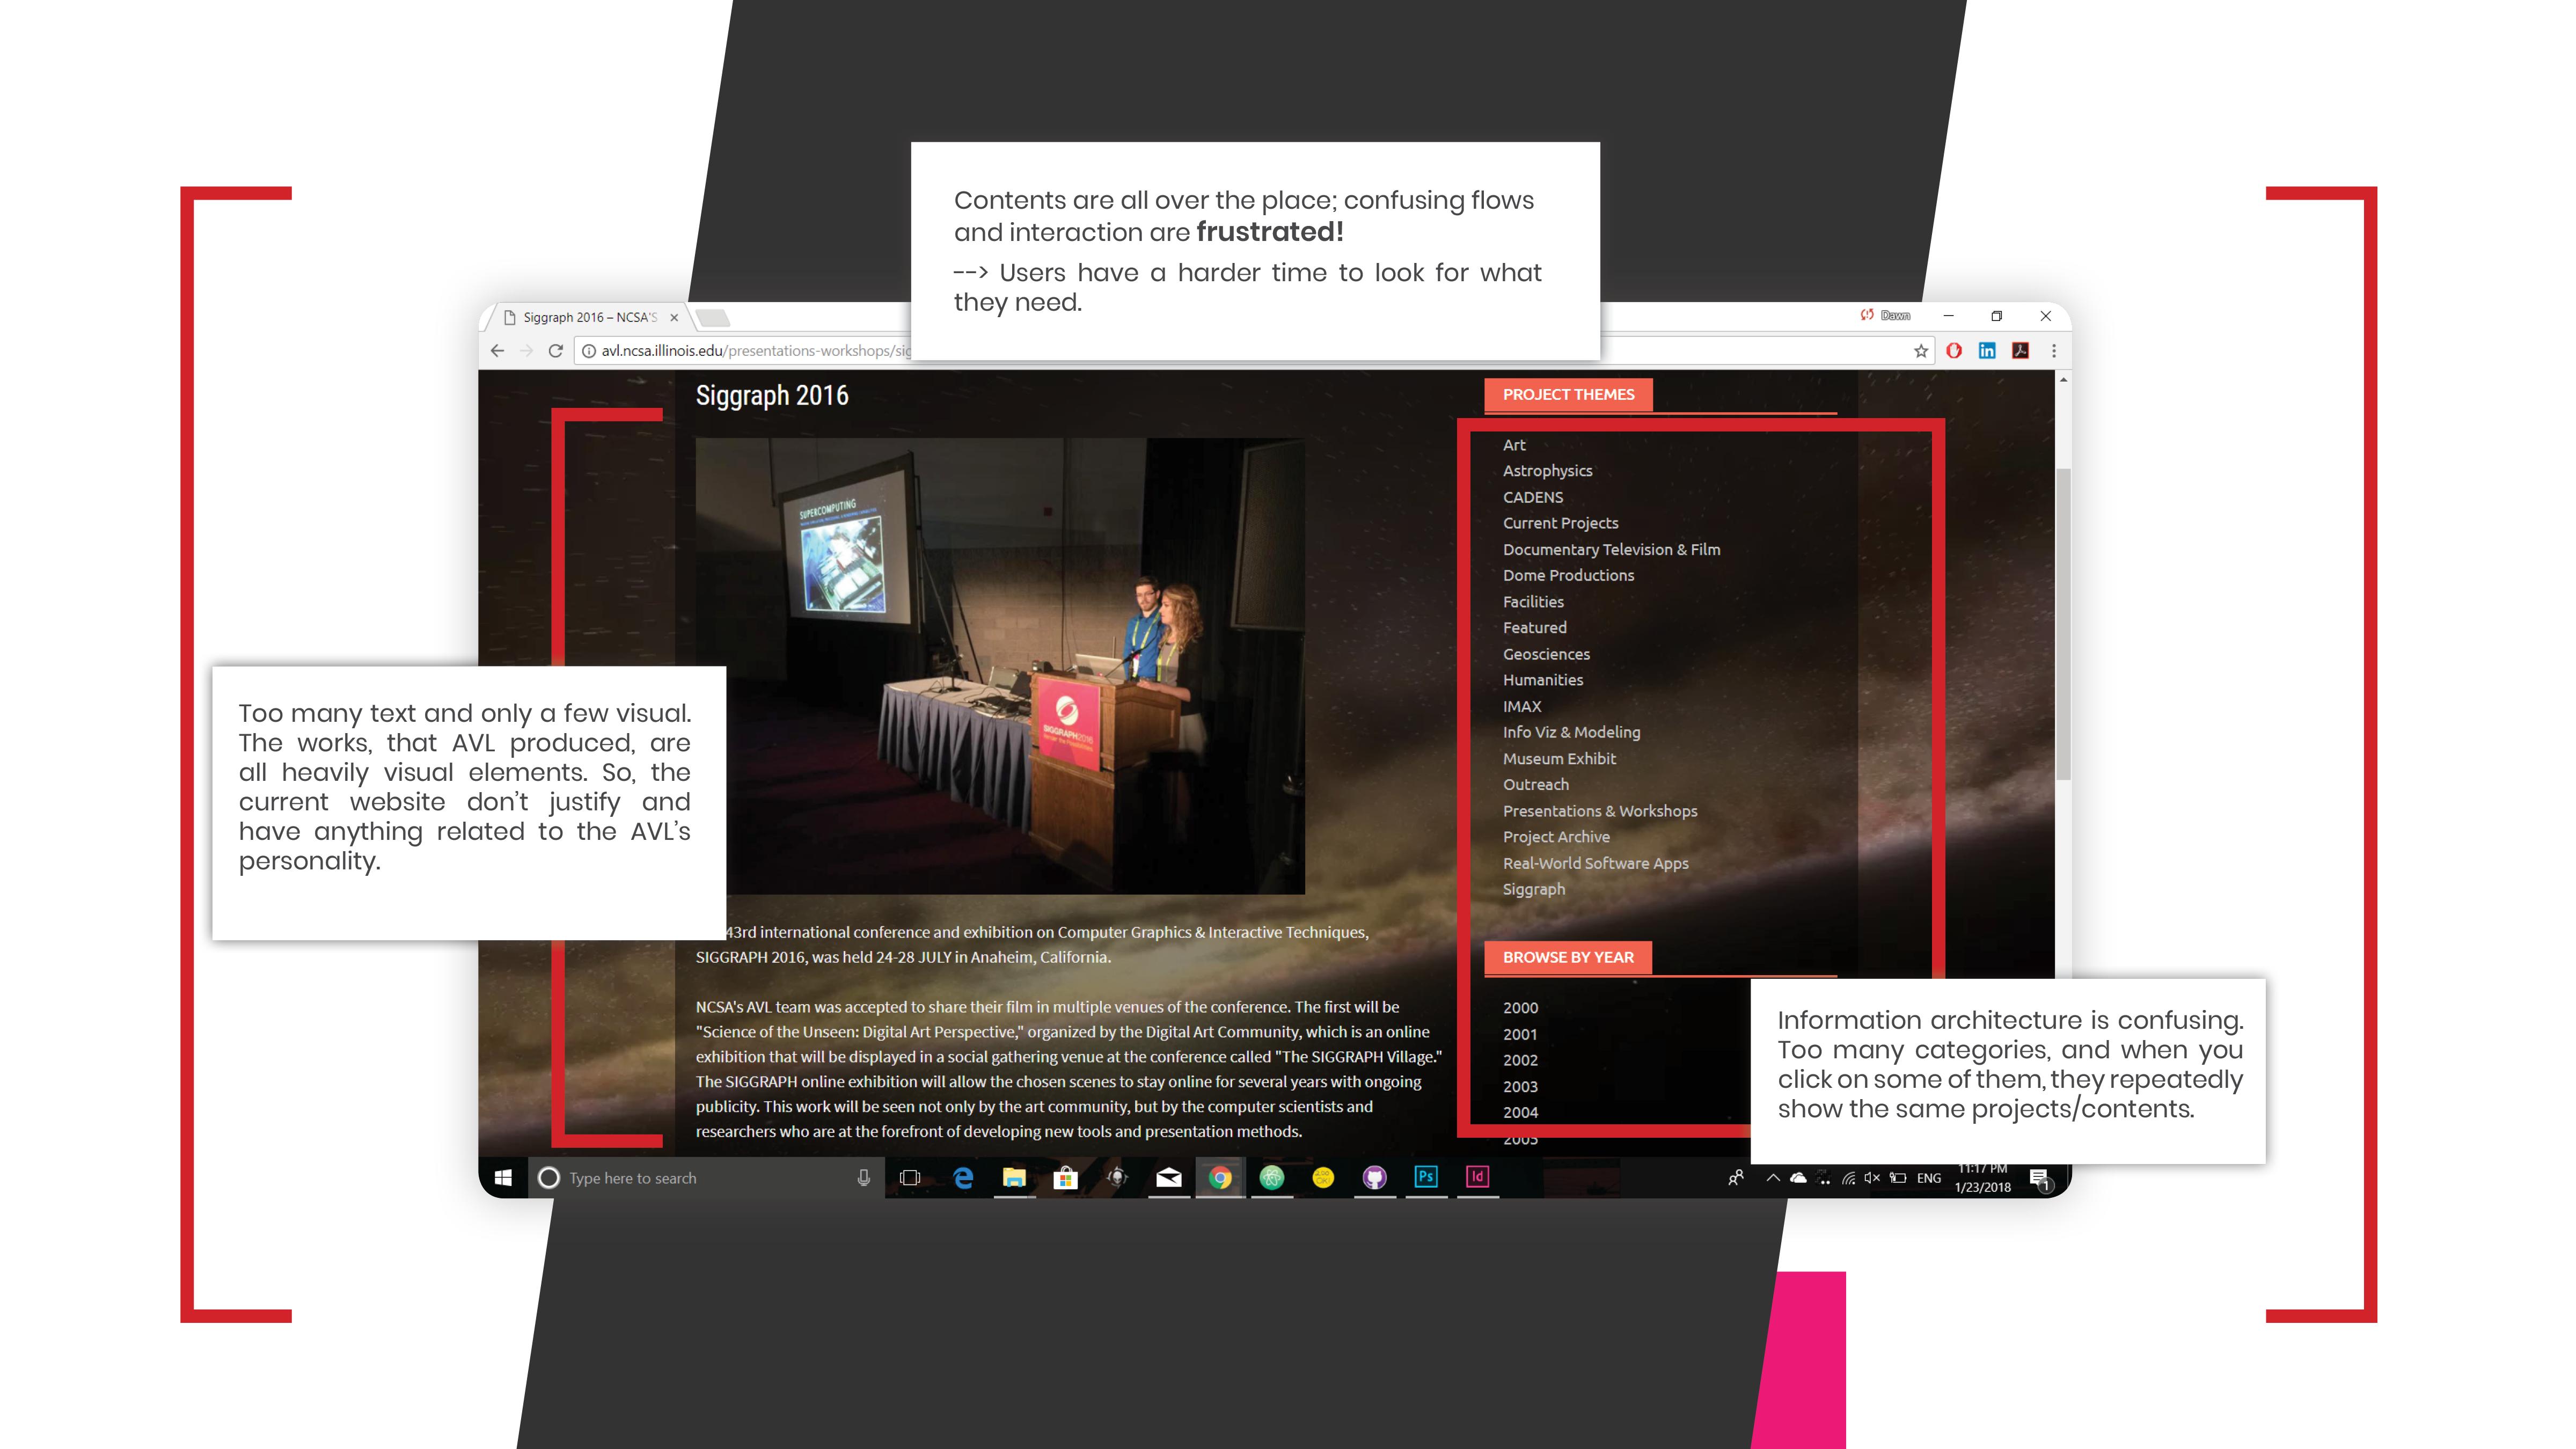 Contents are all over the place; confusing flows
and interaction are frustrated!
--> Users have a harder time to look for what
they need.
Siggraph 2016 – NCSA'S
Dawn
avl.ncsa.illinois.edu/presentations-workshops/sig
Siggraph 2016
SUPERCOMPUTING
SIGGRAPH2016
Too many text and only a few visual.
The works, that AVL produced, are
all heavily visual elements. So, the
current website don't justify and
have anything related to the AVL's
personality.
43rd international conference and exhibition on Computer Graphics & Interactive Techniques,
SIGGRAPH 2016, was held 24-28 JULY in Anaheim, California.
NCSA's AVL team was accepted to share their film in multiple venues of the conference. The first will be
"Science of the Unseen: Digital Art Perspective," organized by the Digital Art Community, which is an online
exhibition that will be displayed in a social gathering venue at the conference called "The SIGGRAPH Village."
The SIGGRAPH online exhibition will allow the chosen scenes to stay online for several years with ongoing
publicity. This work will be seen not only by the art community, but by the computer scientists and
researchers who are at the forefront of developing new tools and presentation methods.
PROJECT THEMES
Art
Astrophysics
CADENS
Current Projects
Documentary Television & Film
Dome Productions
Facilities
Featured
Geosciences
Humanities
IMAX
Info Viz & Modeling
Museum Exhibit
Outreach
Presentations & Workshops
Project Archive
Real-World Software Apps
Siggraph
BROWSE BY YEAR
2000
2001
2002
2003
2004
2005
Information architecture is confusing.
Too many categories, and when you
click on some of them, they repeatedly
show the same projects/contents.
Type here to search
Ps
Id
ENG
11:17 PM
1/23/2018
1